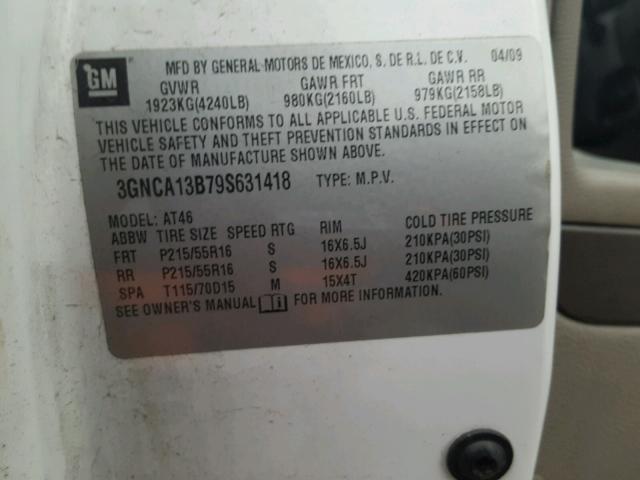 GM
MFD BY GENERAL MOTORS DE MEXICO, S. DE R.L. DE C.V. 04/09
GVWR GAWR FRT GAWR RR
1923KG(4240LB) 980KG(2160LB) 979KG(2158LB)
THIS VEHICLE CONFORMS TO ALL APPLICABLE U.S. FEDERAL MOTOR
VEHICLE SAFETY AND THEFT PREVENTION STANDARDS IN EFFECT ON
THE DATE OF MANUFACTURE SHOWN ABOVE.
3GNCA13B79S631418 TYPE: M.P.V.
MODEL: AT46
ABBW TIRE SIZE SPEED RTG RIM COLD TIRE PRESSURE
FRT P215/55R16 S 16X6.5J 210KPA(30PSI)
RR P215/55R16 S 16X6.5J 210KPA(30PSI)
SPA T115/70D15 M 15X4T 420KPA(60PSI)
SEE OWNER'S MANUAL FOR MORE INFORMATION.